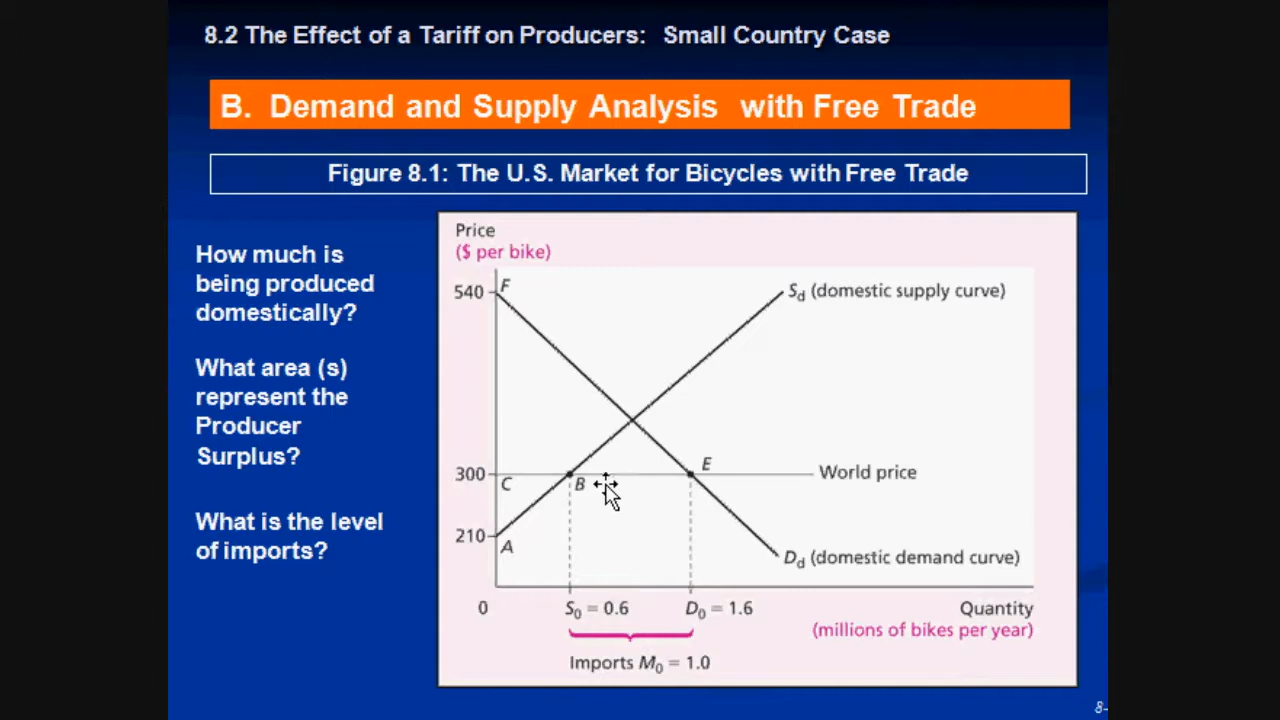 8.2 The Effect of a Tariff on Producers: Small Country Case
B. Demand and Supply Analysis with Free Trade
Figure 8.1: The U.S. Market for Bicycles with Free Trade
How much is
being produced
domestically?
What area (s)
represent the
Producer
Surplus?
What is the level
of imports?
Price
($ per bike)
540
F
Sd (domestic supply curve)
E
300
World price
C
B
210
A
Dd (domestic demand curve)
0
S0 = 0.6
D0 = 1.6
Quantity
(millions of bikes per year)
Imports M0 = 1.0
8-